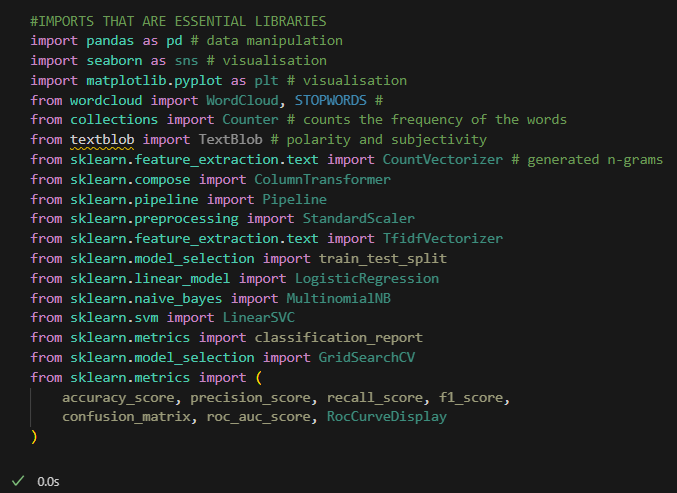 #IMPORTS THAT ARE ESSENTIAL LIBRARIES
import pandas as pd # data manipulation
import seaborn as sns # visualisation
import matplotlib.pyplot as plt # visualisation
from wordcloud import WordCloud, STOPWORDS #
from collections import Counter # counts the frequency of the words
from textblob import TextBlob # polarity and subjectivity
from sklearn.feature_extraction.text import CountVectorizer # generated n-grams
from sklearn.compose import ColumnTransformer
from sklearn.pipeline import Pipeline
from sklearn.preprocessing import StandardScaler
from sklearn.feature_extraction.text import TfidfVectorizer
from sklearn.model_selection import train_test_split
from sklearn.linear_model import LogisticRegression
from sklearn.naive_bayes import MultinomialNB
from sklearn.svm import LinearSVC
from sklearn.metrics import classification_report
from sklearn.model_selection import GridSearchCV
from sklearn.metrics import (
    accuracy_score, precision_score, recall_score, f1_score,
    confusion_matrix, roc_auc_score, RocCurveDisplay
)
0.0s